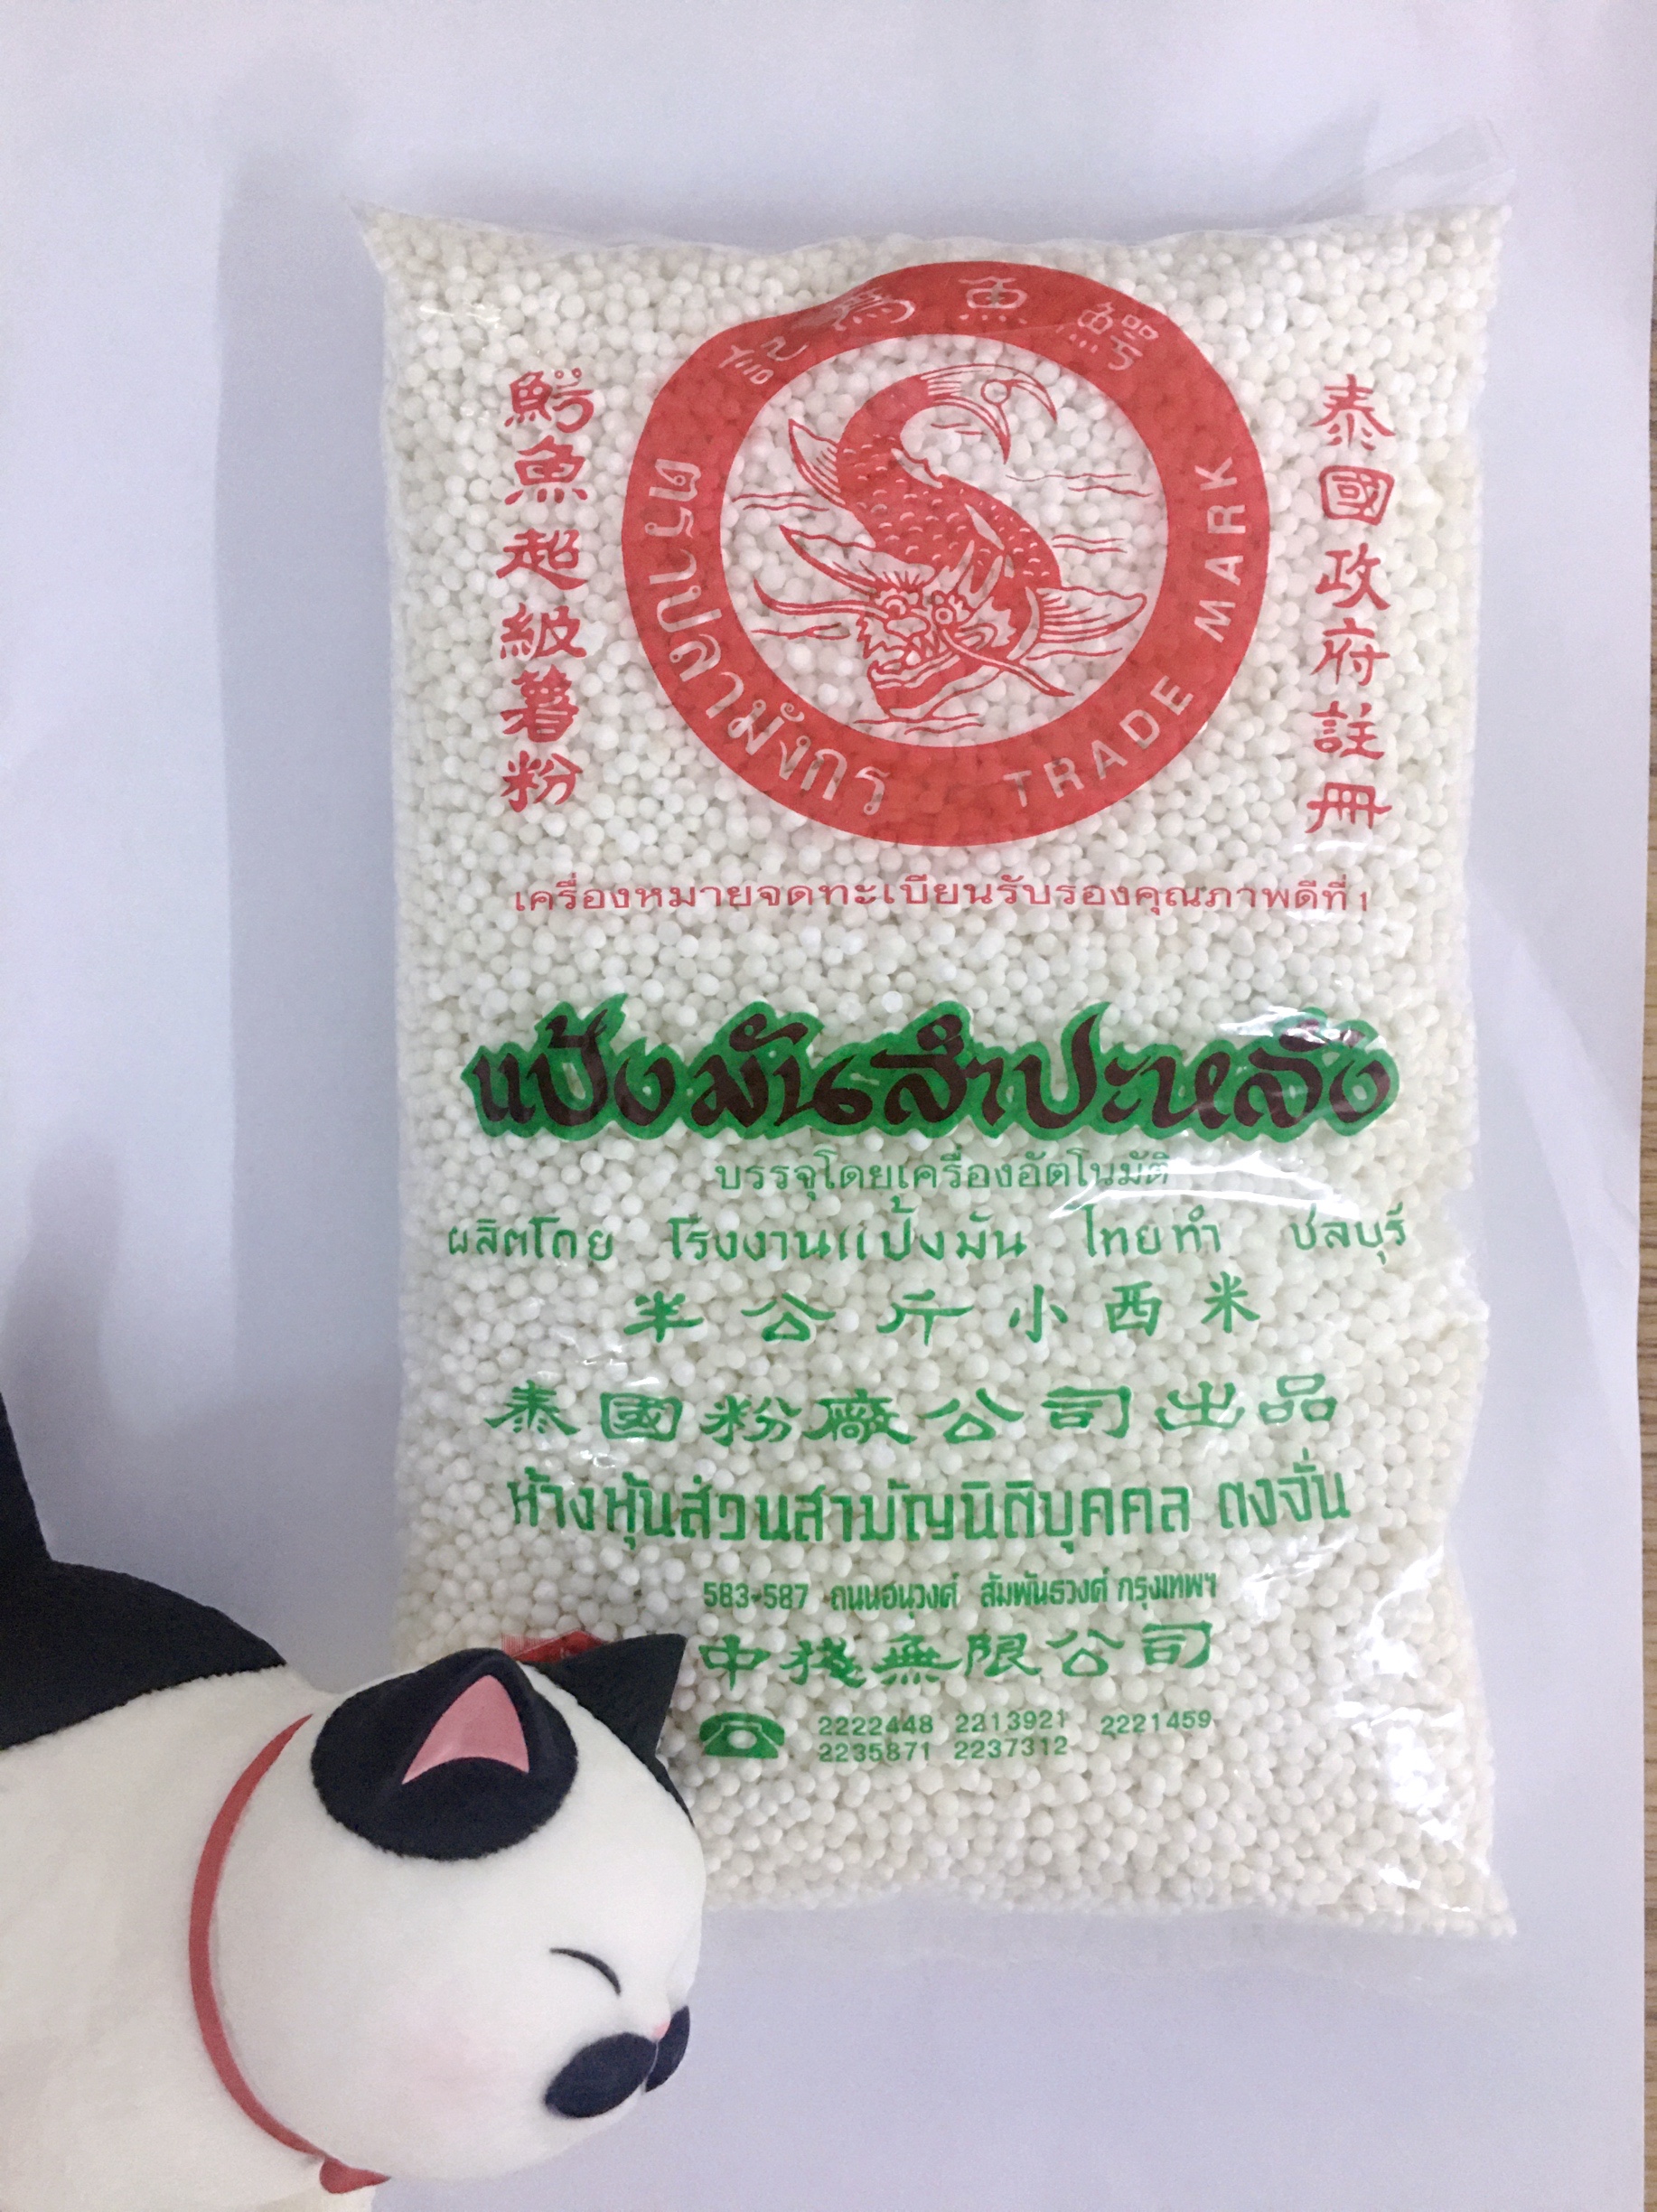 鱷魚為記
ตราปลามังกร TRADE MARK
鱷魚超級薯粉
泰國政府註冊
เครื่องหมายจดทะเบียนรับรองคุณภาพดีที่ 1
แป้งมันสำปะหลัง
บรรจุโดยเครื่องอัตโนมัติ
ผลิตโดย โรงงานแป้งมัน ไทยทำ ชลบุรี
半公斤小西米
泰國粉廠公司出品
ห้างหุ้นส่วนสามัญนิติบุคคล ตงจั่น
583-587 ถนนอนุวงศ์ สัมพันธวงศ์ กรุงเทพฯ
中棧無限公司
2222448 2213921 2221459
2235871 2237312